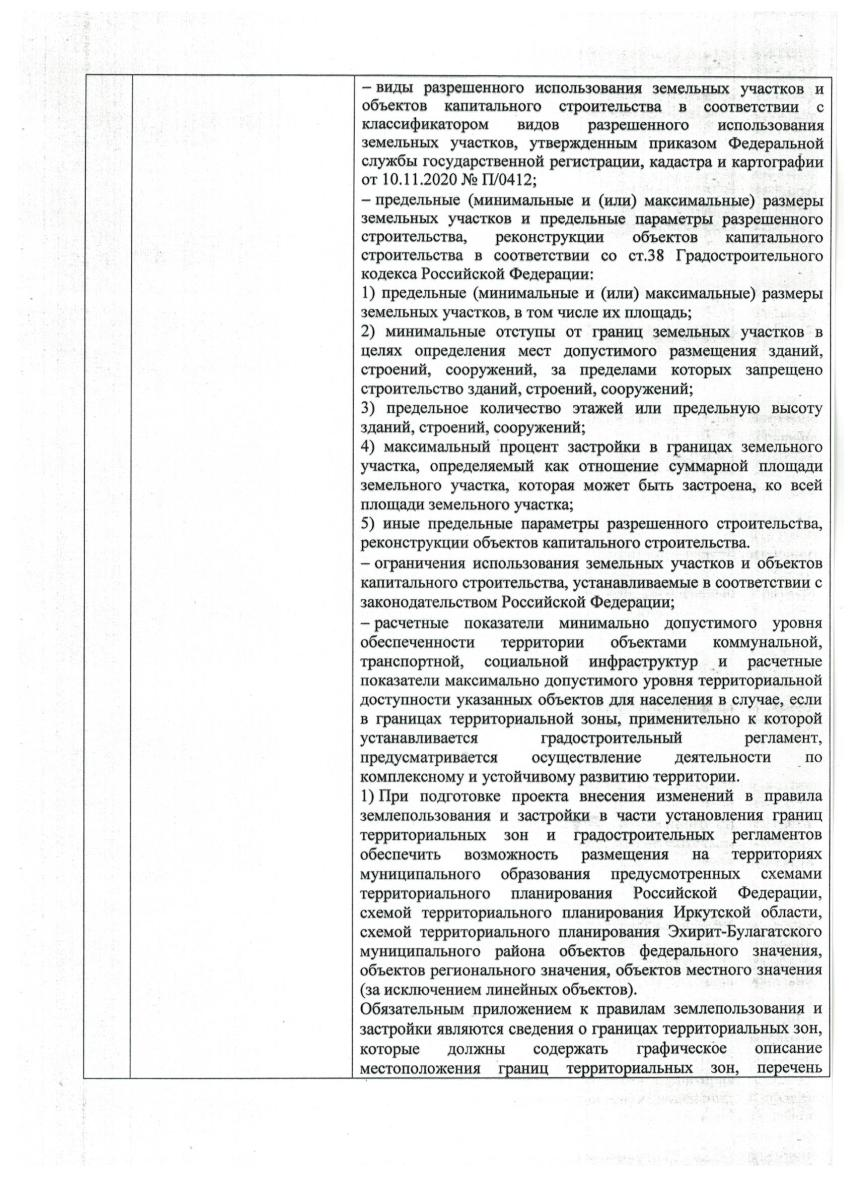 – виды разрешенного использования земельных участков и
объектов капитального строительства в соответствии с
классификатором видов разрешенного использования
земельных участков, утвержденным приказом Федеральной
службы государственной регистрации, кадастра и картографии
от 10.11.2020 № П/0412;
– предельные (минимальные и (или) максимальные) размеры
земельных участков и предельные параметры разрешенного
строительства, реконструкции объектов капитального
строительства в соответствии со ст.38 Градостроительного
кодекса Российской Федерации:
1) предельные (минимальные и (или) максимальные) размеры
земельных участков, в том числе их площадь;
2) минимальные отступы от границ земельных участков в
целях определения мест допустимого размещения зданий,
строений, сооружений, за пределами которых запрещено
строительство зданий, строений, сооружений;
3) предельное количество этажей или предельную высоту
зданий, строений, сооружений;
4) максимальный процент застройки в границах земельного
участка, определяемый как отношение суммарной площади
земельного участка, которая может быть застроена, ко всей
площади земельного участка;
5) иные предельные параметры разрешенного строительства,
реконструкции объектов капитального строительства.
– ограничения использования земельных участков и объектов
капитального строительства, устанавливаемые в соответствии с
законодательством Российской Федерации;
– расчетные показатели минимально допустимого уровня
обеспеченности территории объектами коммунальной,
транспортной, социальной инфраструктур и расчетные
показатели максимально допустимого уровня территориальной
доступности указанных объектов для населения в случае, если
в границах территориальной зоны, применительно к которой
устанавливается градостроительный регламент,
предусматривается осуществление деятельности по
комплексному и устойчивому развитию территории.
1) При подготовке проекта внесения изменений в правила
землепользования и застройки в части установления границ
территориальных зон и градостроительных регламентов
обеспечить возможность размещения на территориях
муниципального образования предусмотренных схемами
территориального планирования Российской Федерации,
схемой территориального планирования Иркутской области,
схемой территориального планирования Эхирит-Булагатского
муниципального района объектов федерального значения,
объектов регионального значения, объектов местного значения
(за исключением линейных объектов).
Обязательным приложением к правилам землепользования и
застройки являются сведения о границах территориальных зон,
которые должны содержать графическое описание
местоположения границ территориальных зон, перечень